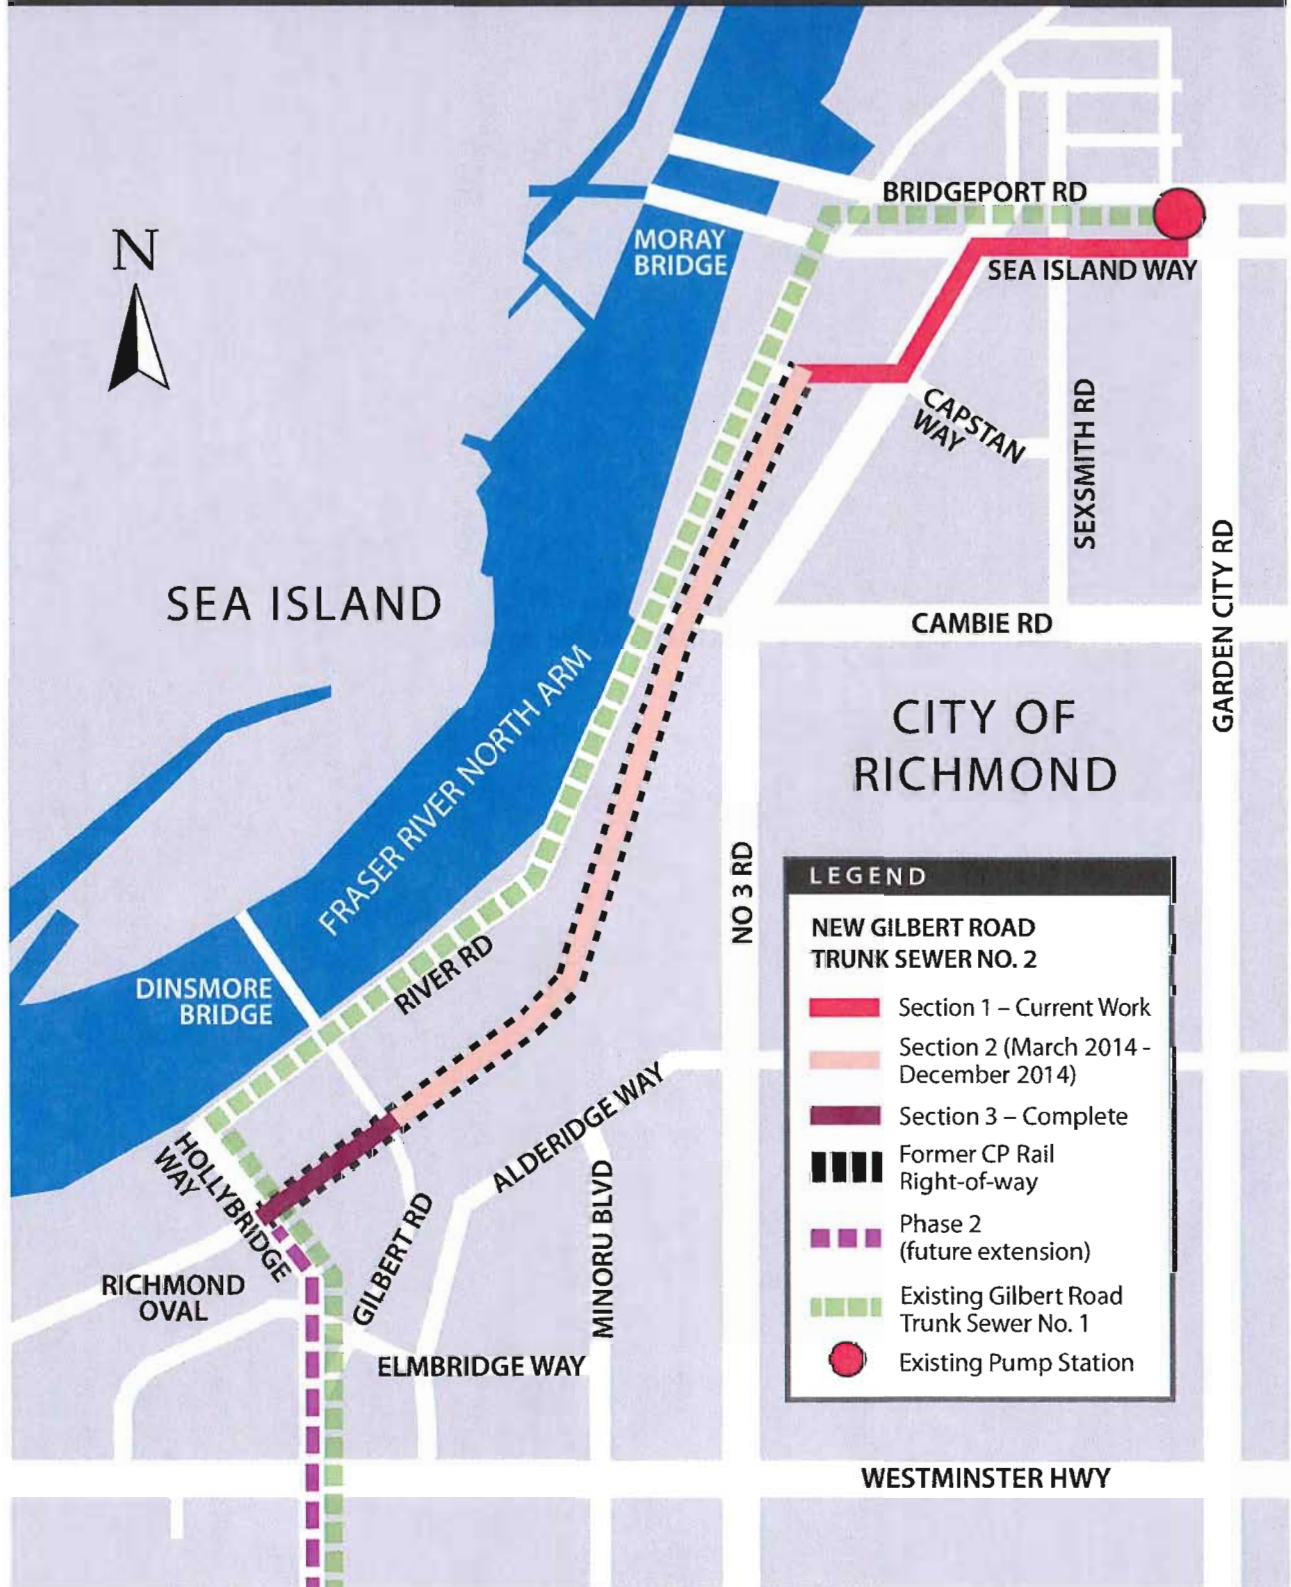 BRIDGEPORT RD
N
MORAY
BRIDGE
SEA ISLAND WAY
CAPSTAN
WAY
SEXSMITH RD
SEA ISLAND
CAMBIE RD
GARDEN CITY RD
FRASER RIVER NORTH ARM
CITY OF
RICHMOND
NO 3 RD
RIVER RD
DINSMORE
BRIDGE
LEGEND
NEW GILBERT ROAD
TRUNK SEWER NO. 2
Section 1 – Current Work
Section 2 (March 2014 -
December 2014)
Section 3 – Complete
Former CP Rail
Right-of-way
Phase 2
(future extension)
Existing Gilbert Road
Trunk Sewer No. 1
Existing Pump Station
ALDERIDGE WAY
HOLLYBRIDGE
WAY
MINORU BLVD
GILBERT RD
RICHMOND
OVAL
ELMBRIDGE WAY
WESTMINSTER HWY